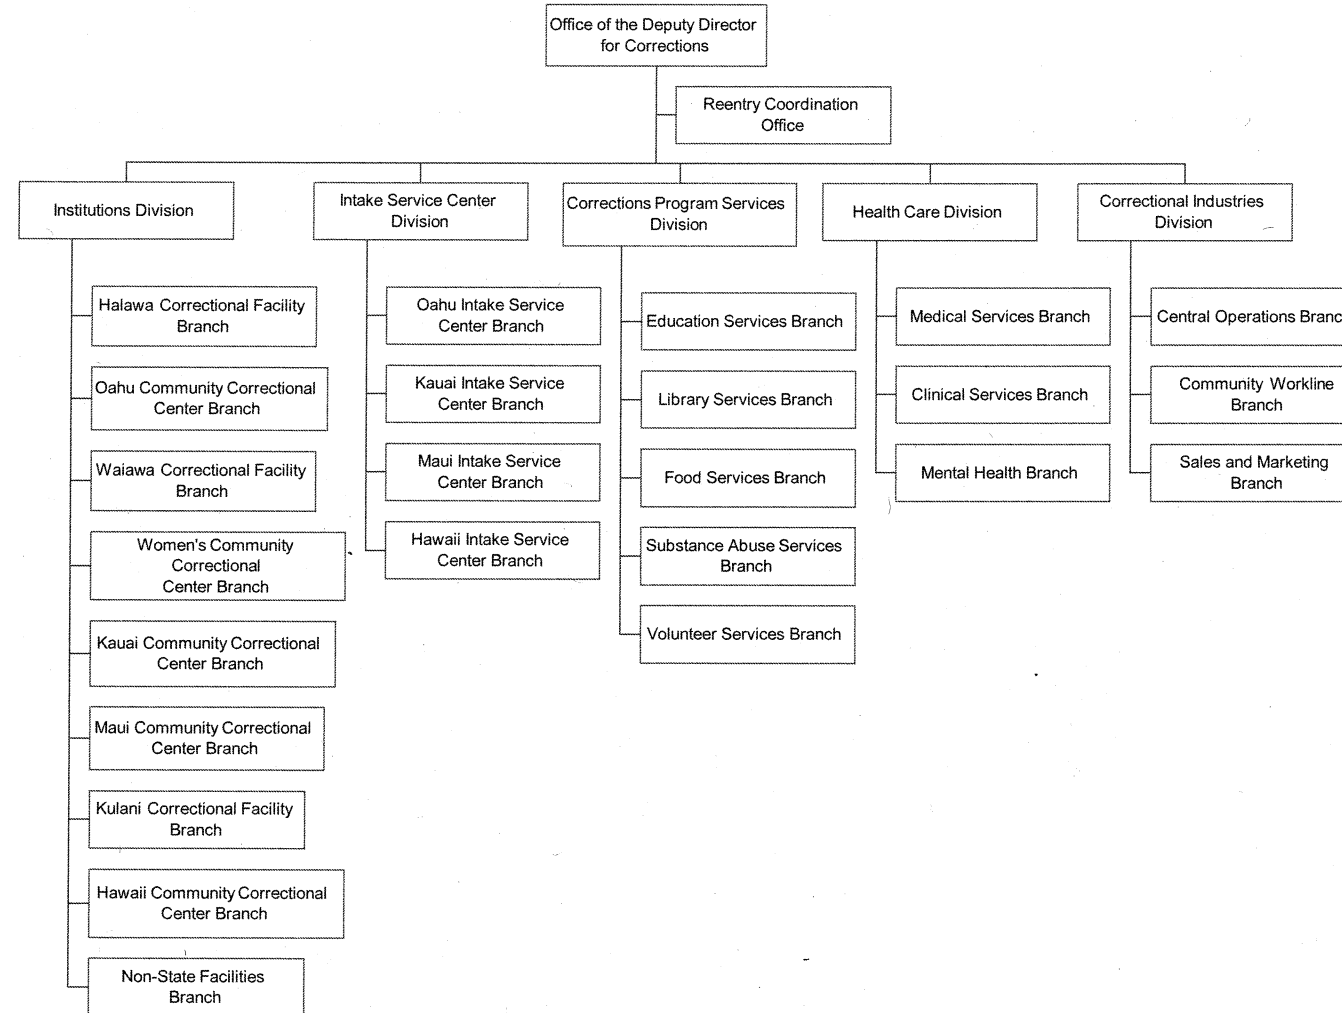 Office of the Deputy Director
for Corrections
Reentry Coordination
Office
Institutions Division
Intake Service Center
Division
Corrections Program Services
Division
Health Care Division
Correctional Industries
Division
Halawa Correctional Facility
Branch
Oahu Community Correctional
Center Branch
Waiawa Correctional Facility
Branch
Women's Community
Correctional
Center Branch
Kauai Community Correctional
Center Branch
Maui Community Correctional
Center Branch
Kulani Correctional Facility
Branch
Hawaii Community Correctional
Center Branch
Non-State Facilities
Branch
Oahu Intake Service
Center Branch
Kauai Intake Service
Center Branch
Maui Intake Service
Center Branch
Hawaii Intake Service
Center Branch
Education Services Branch
Library Services Branch
Food Services Branch
Substance Abuse Services
Branch
Volunteer Services Branch
Medical Services Branch
Clinical Services Branch
Mental Health Branch
Central Operations Branc
Community Workline
Branch
Sales and Marketing
Branch